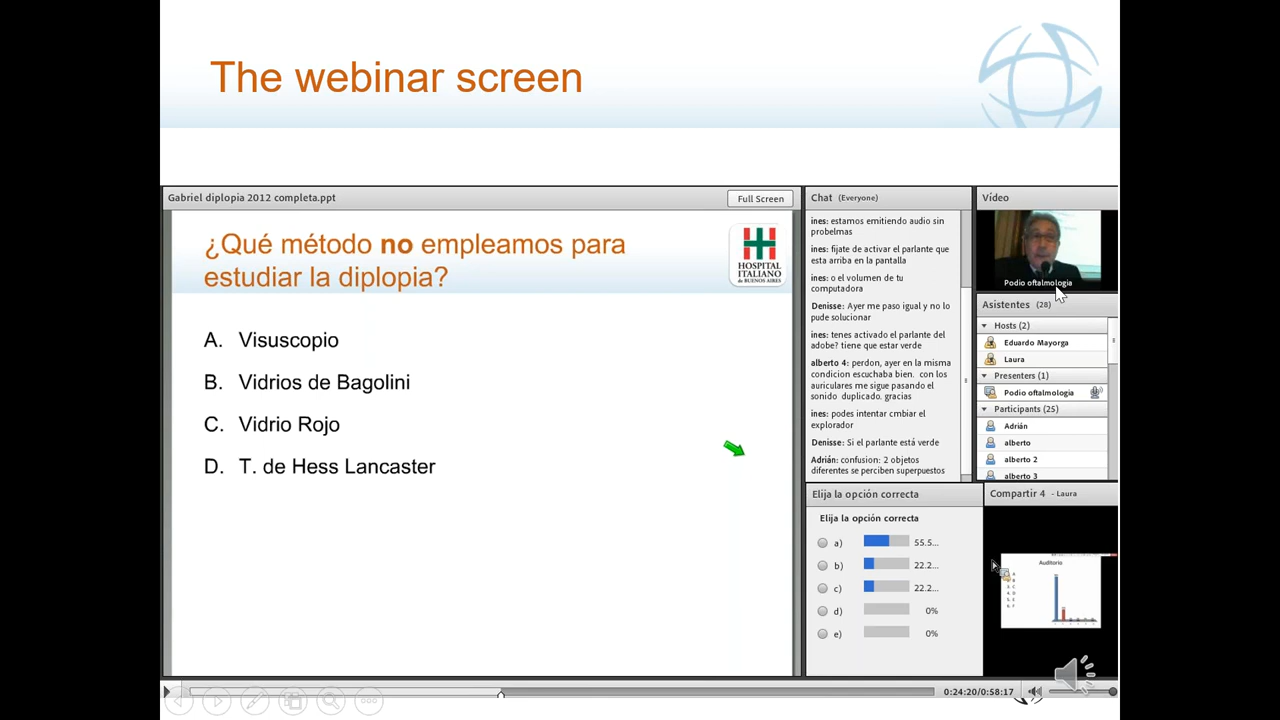 The webinar screen
Gabriel diplopia 2012 completa.ppt
Full Screen
¿Qué método no empleamos para
estudiar la diplopia?
HOSPITAL
ITALIANO
de BUENOS AIRES
A. Visuscopio
B. Vidrios de Bagolini
C. Vidrio Rojo
D. T. de Hess Lancaster
Chat (Everyone)
ines: estamos emitiendo audio sin
probelmas
ines: fijate de activar el parlante que
esta arriba en la pantalla
ines: o el volumen de tu
computadora
Denisse: Ayer me paso igual y no lo
pude solucionar
ines: tenes activado el parlante del
adobe? tiene que estar verde
alberto 4: perdon, ayer en la misma
condicion escuchaba bien. con los
auriculares me sigue pasando el
sonido duplicado. gracias
ines: podes intentar cmbiar el
explorador
Denisse: Si el parlante está verde
Adrián: confusion: 2 objetos
diferentes se perciben superpuestos
Vídeo
Podio oftalmologia
Asistentes (28)
Hosts (2)
Eduardo Mayorga
Laura
Presenters (1)
Podio oftalmologia
Participants (25)
Adrián
alberto
alberto 2
alberto 3
Elija la opción correcta
Elija la opción correcta
a) 55.5...
b) 22.2...
c) 22.2...
d) 0%
e) 0%
Compartir 4 - Laura
Auditorio
0:24:20/0:58:17